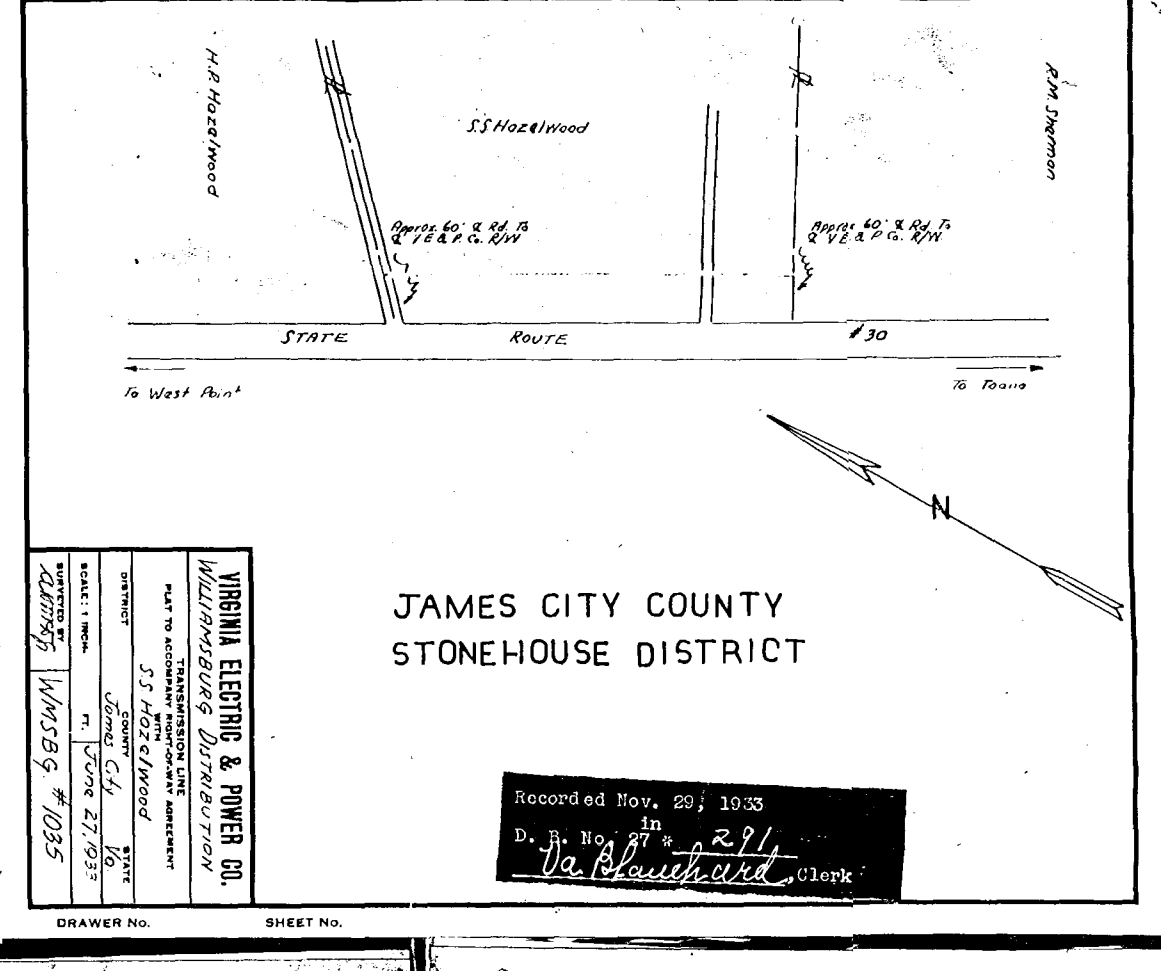 H.P. Hazelwood
S.S Hazelwood
R.M. Sharmon
Approx. 60' ℄ Rd. To
℄ V E & P. Co. R/W
Approx 60' ℄ Rd. To
℄ V E & P Co. R/W
STATE ROUTE #30
To West Point
To Toano
N
JAMES CITY COUNTY
STONEHOUSE DISTRICT
VIRGINIA ELECTRIC & POWER CO.
WILLIAMSBURG DISTRIBUTION
TRANSMISSION LINE
PLAT TO ACCOMPANY RIGHT-OF-WAY AGREEMENT
WITH
S S Hazelwood
DISTRICT COUNTY STATE
James City Va.
SCALE: 1 INCH= FT. June 27, 1933
SURVEYED BY
WMSBG. #1035
Recorded Nov. 29, 1933
in
D. B. No. 27 * 291
Va Blanchard, Clerk
DRAWER No. SHEET No.